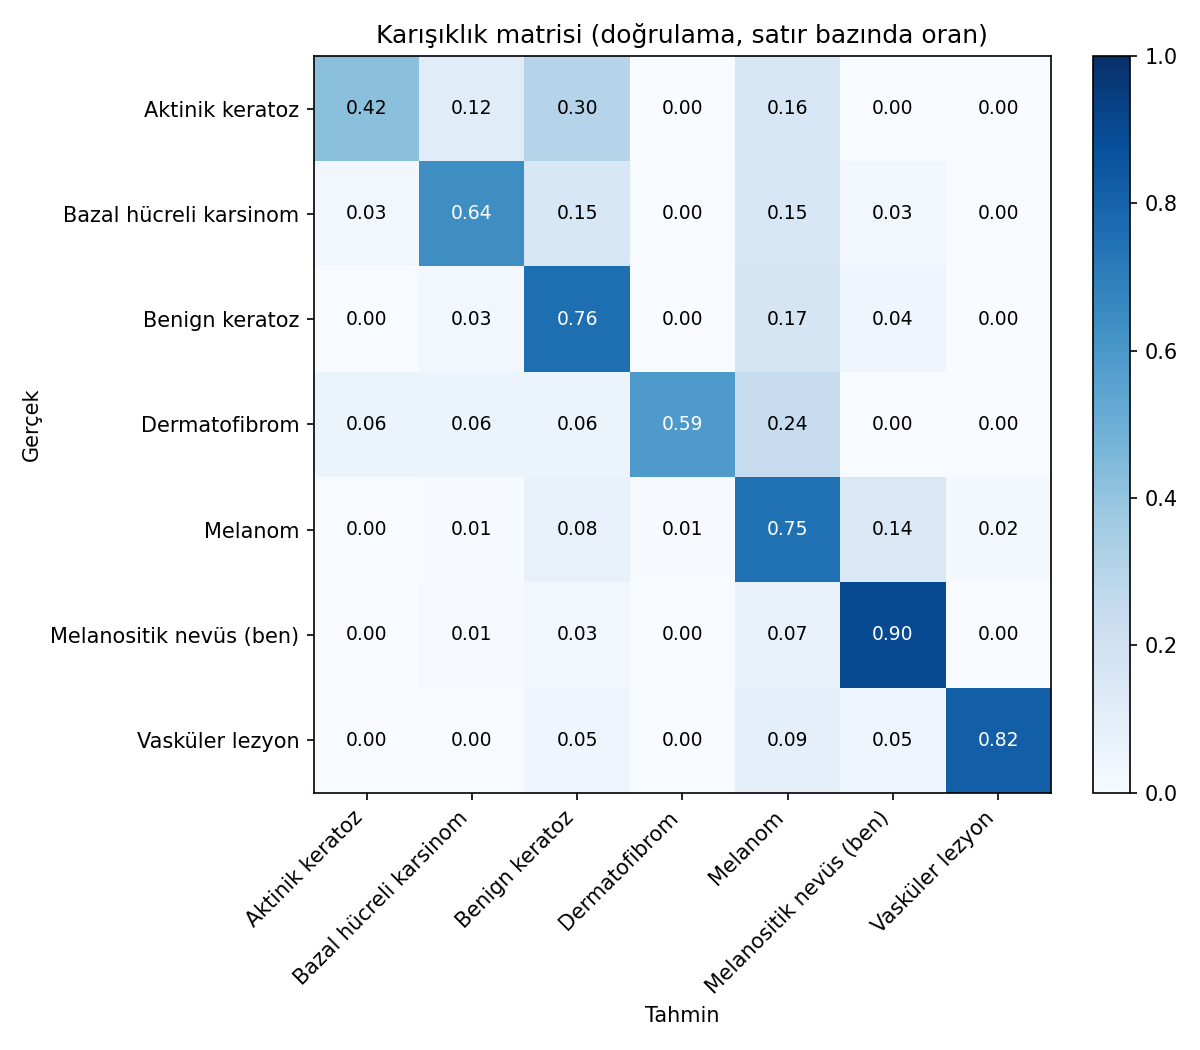 Karışıklık matrisi (doğrulama, satır bazında oran)
Gerçek
Aktinik keratoz 0.42 0.12 0.30 0.00 0.16 0.00 0.00
Bazal hücreli karsinom 0.03 0.64 0.15 0.00 0.15 0.03 0.00
Benign keratoz 0.00 0.03 0.76 0.00 0.17 0.04 0.00
Dermatofibrom 0.06 0.06 0.06 0.59 0.24 0.00 0.00
Melanom 0.00 0.01 0.08 0.01 0.75 0.14 0.02
Melanositik nevüs (ben) 0.00 0.01 0.03 0.00 0.07 0.90 0.00
Vasküler lezyon 0.00 0.00 0.05 0.00 0.09 0.05 0.82
Aktinik keratoz
Bazal hücreli karsinom
Benign keratoz
Dermatofibrom
Melanom
Melanositik nevüs (ben)
Vasküler lezyon
Tahmin
1.0
0.8
0.6
0.4
0.2
0.0